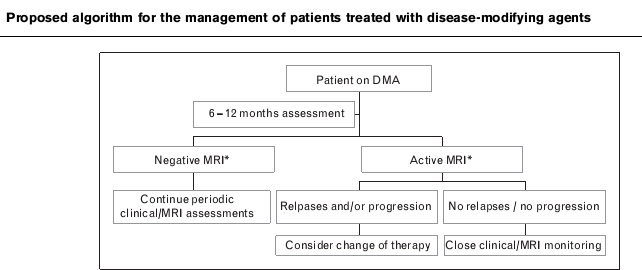 Proposed algorithm for the management of patients treated with disease-modifying agents
Patient on DMA
6–12 months assessment
Negative MRI*
Active MRI*
Continue periodic
clinical/MRI assessments
Relpases and/or progression
No relapses / no progression
Consider change of therapy
Close clinical/MRI monitoring